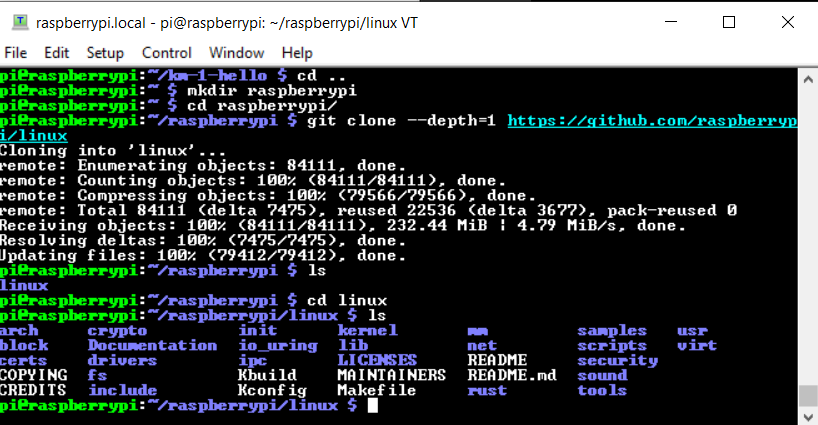 raspberrypi.local - pi@raspberrypi: ~/raspberrypi/linux VT
File Edit Setup Control Window Help
pi@raspberrypi:~/km-1-hello $ cd ..
pi@raspberrypi:~ $ mkdir raspberrypi
pi@raspberrypi:~ $ cd raspberrypi/
pi@raspberrypi:~/raspberrypi $ git clone --depth=1 https://github.com/raspberryp
i/linux
Cloning into 'linux'...
remote: Enumerating objects: 84111, done.
remote: Counting objects: 100% (84111/84111), done.
remote: Compressing objects: 100% (79566/79566), done.
remote: Total 84111 (delta 7475), reused 22536 (delta 3677), pack-reused 0
Receiving objects: 100% (84111/84111), 232.44 MiB | 4.79 MiB/s, done.
Resolving deltas: 100% (7475/7475), done.
Updating files: 100% (79412/79412), done.
pi@raspberrypi:~/raspberrypi $ ls
linux
pi@raspberrypi:~/raspberrypi $ cd linux
pi@raspberrypi:~/raspberrypi/linux $ ls
arch crypto init kernel mm samples usr
block Documentation io_uring lib net scripts virt
certs drivers ipc LICENSES README security
COPYING fs Kbuild MAINTAINERS README.md sound
CREDITS include Kconfig Makefile rust tools
pi@raspberrypi:~/raspberrypi/linux $